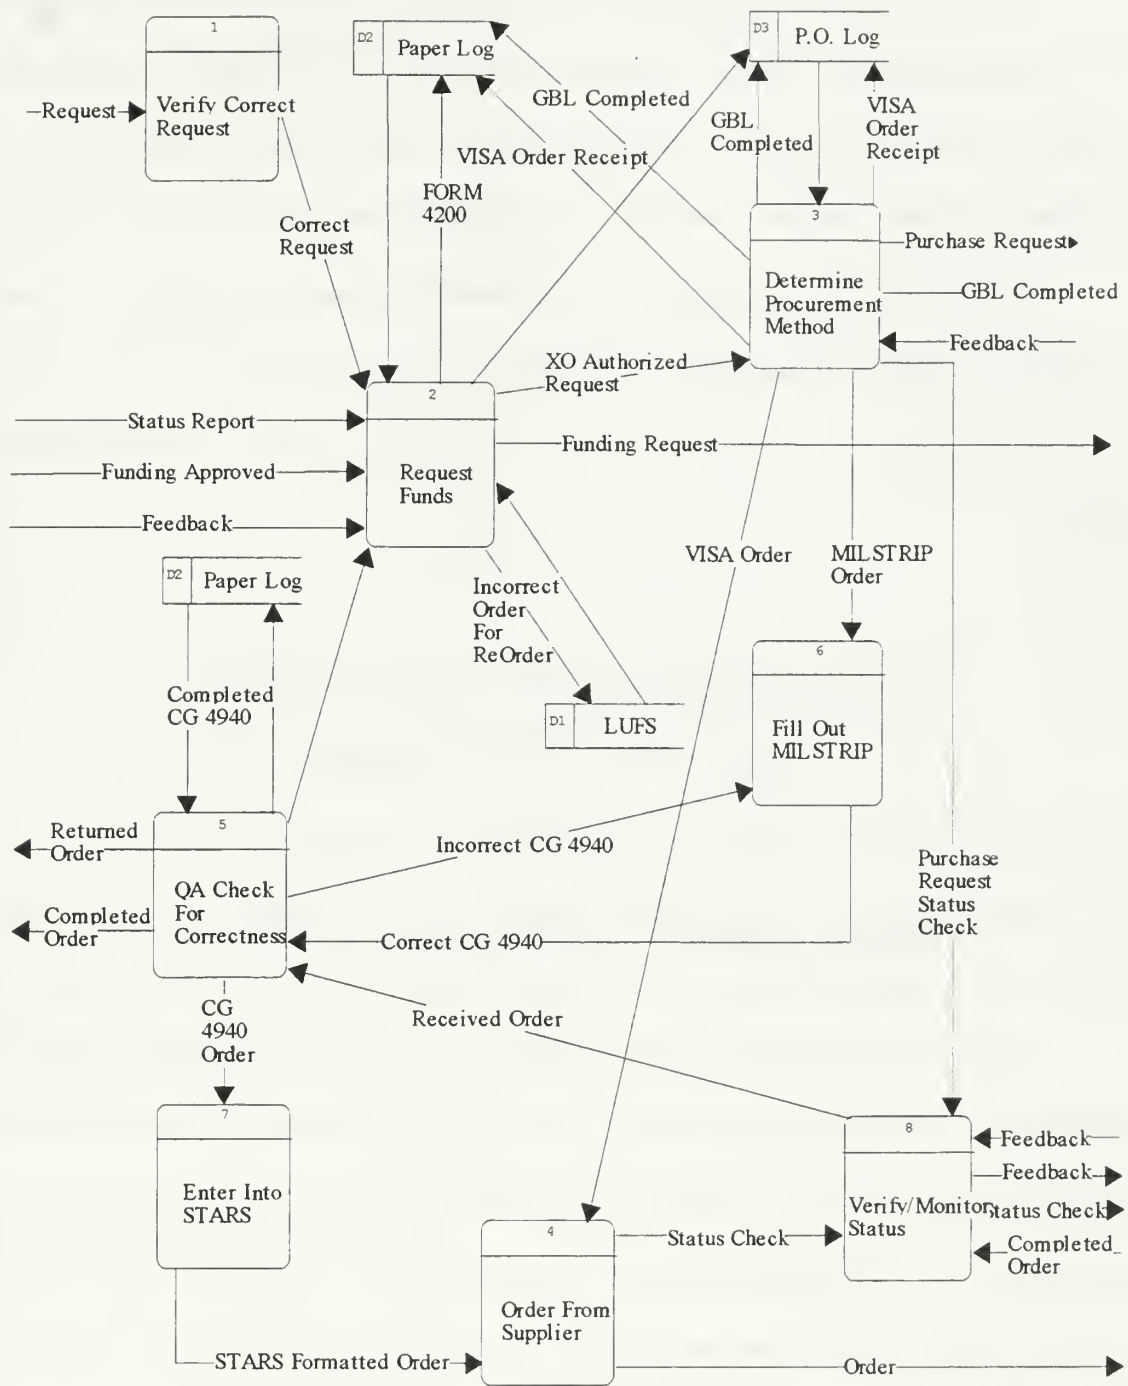 1
Verify Correct
Request
Request
D2
Paper Log
D3
P.O. Log
GBL Completed
VISA Order Receipt
GBL
Completed
VISA
Order
Receipt
FORM
4200
Correct
Request
3
Determine
Procurement
Method
Purchase Request
GBL Completed
Feedback
XO Authorized
Request
2
Request
Funds
Status Report
Funding Approved
Feedback
Funding Request
D2
Paper Log
Incorrect
Order
For
ReOrder
VISA Order
MILSTRIP
Order
6
Fill Out
MILSTRIP
D1
LUFS
Completed
CG 4940
5
QA Check
For
Correctness
Returned
Order
Completed
Order
Incorrect CG 4940
Correct CG 4940
Purchase
Request
Status
Check
CG
4940
Order
Received Order
7
Enter Into
STARS
8
Verify/Monitor
Status
Feedback
Feedback
tatus Check
Completed
Order
4
Order From
Supplier
Status Check
STARS Formatted Order
Order